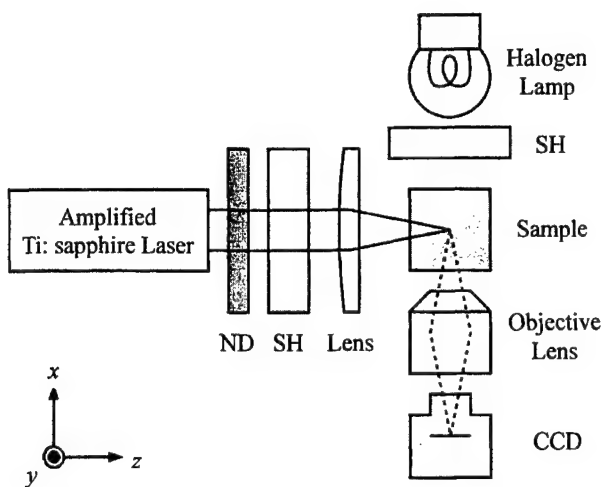 Halogen
Lamp
SH
Amplified
Ti: sapphire Laser
Sample
ND
SH
Lens
Objective
Lens
x
y
z
CCD